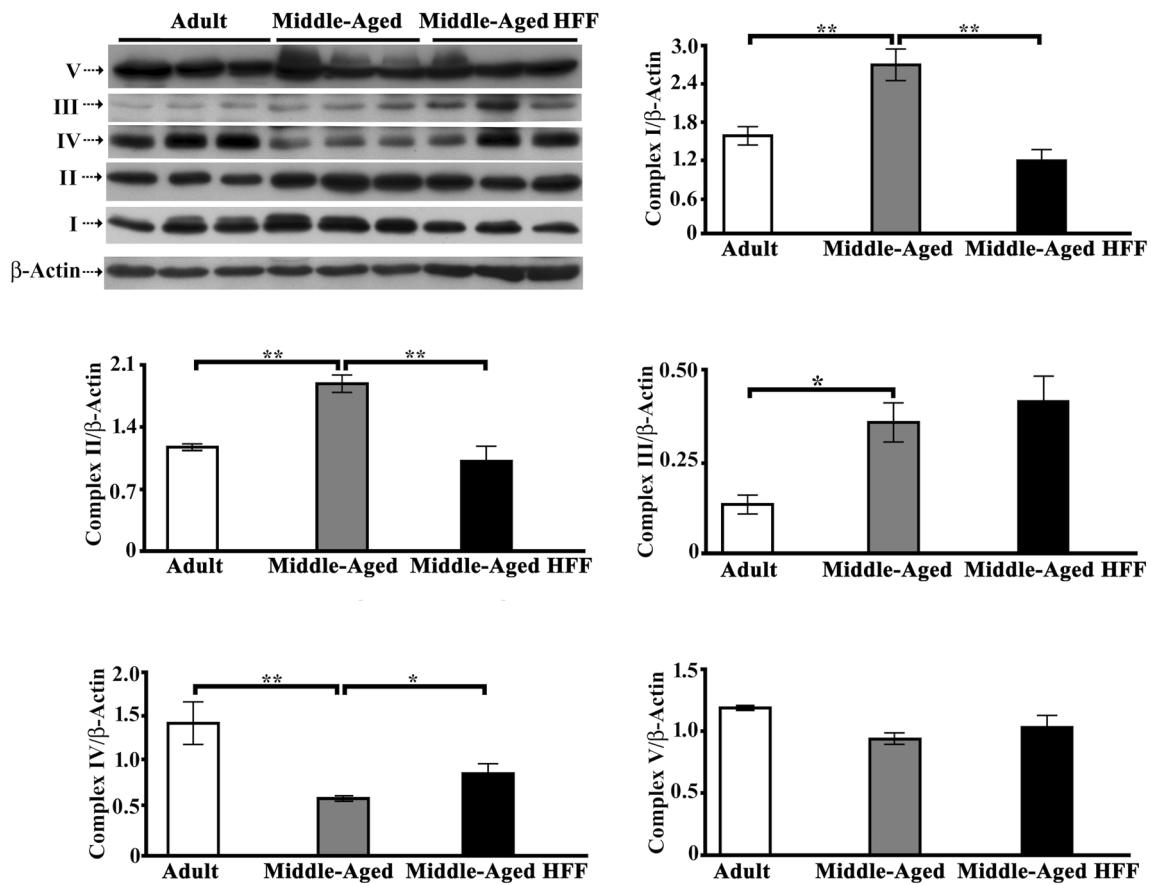 Adult Middle-Aged Middle-Aged HFF
V
III
IV
II
I
β-Actin
Complex I/β-Actin
3.0
2.4
1.8
1.2
0.6
0
** **
Adult Middle-Aged Middle-Aged HFF
Complex II/β-Actin
2.1
1.4
0.7
0
** **
Adult Middle-Aged Middle-Aged HFF
Complex III/β-Actin
0.50
0.25
0
*
Adult Middle-Aged Middle-Aged HFF
Complex IV/β-Actin
2.0
1.5
1.0
0.5
0
** *
Adult Middle-Aged Middle-Aged HFF
Complex V/β-Actin
1.5
1.0
0.5
0
Adult Middle-Aged Middle-Aged HFF